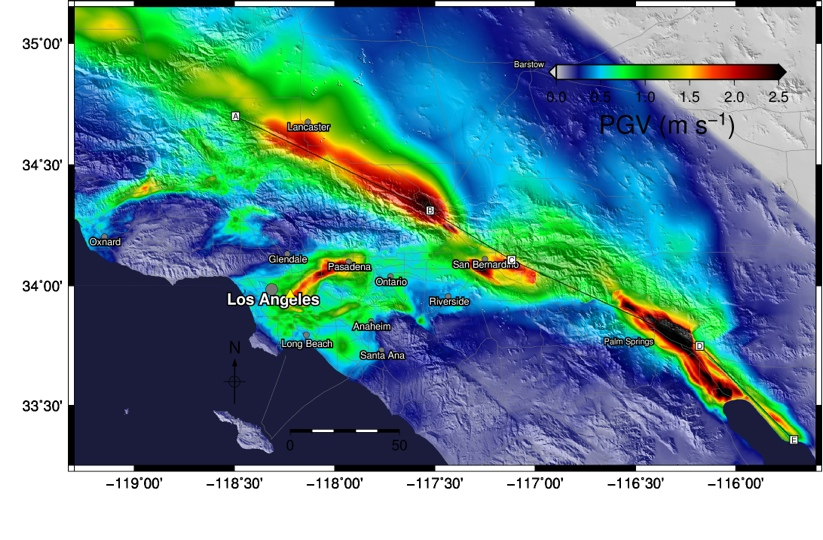 35°00'
34°30'
34°00'
33°30'
Barstow
0.0 0.5 1.0 1.5 2.0 2.5
PGV (m s⁻¹)
A
Lancaster
B
Oxnard
Glendale
Pasadena
San Bernardino
C
Ontario
Los Angeles
Riverside
Anaheim
Long Beach
Santa Ana
Palm Springs
D
N
0 50
E
−119°00' −118°30' −118°00' −117°30' −117°00' −116°30' −116°00'